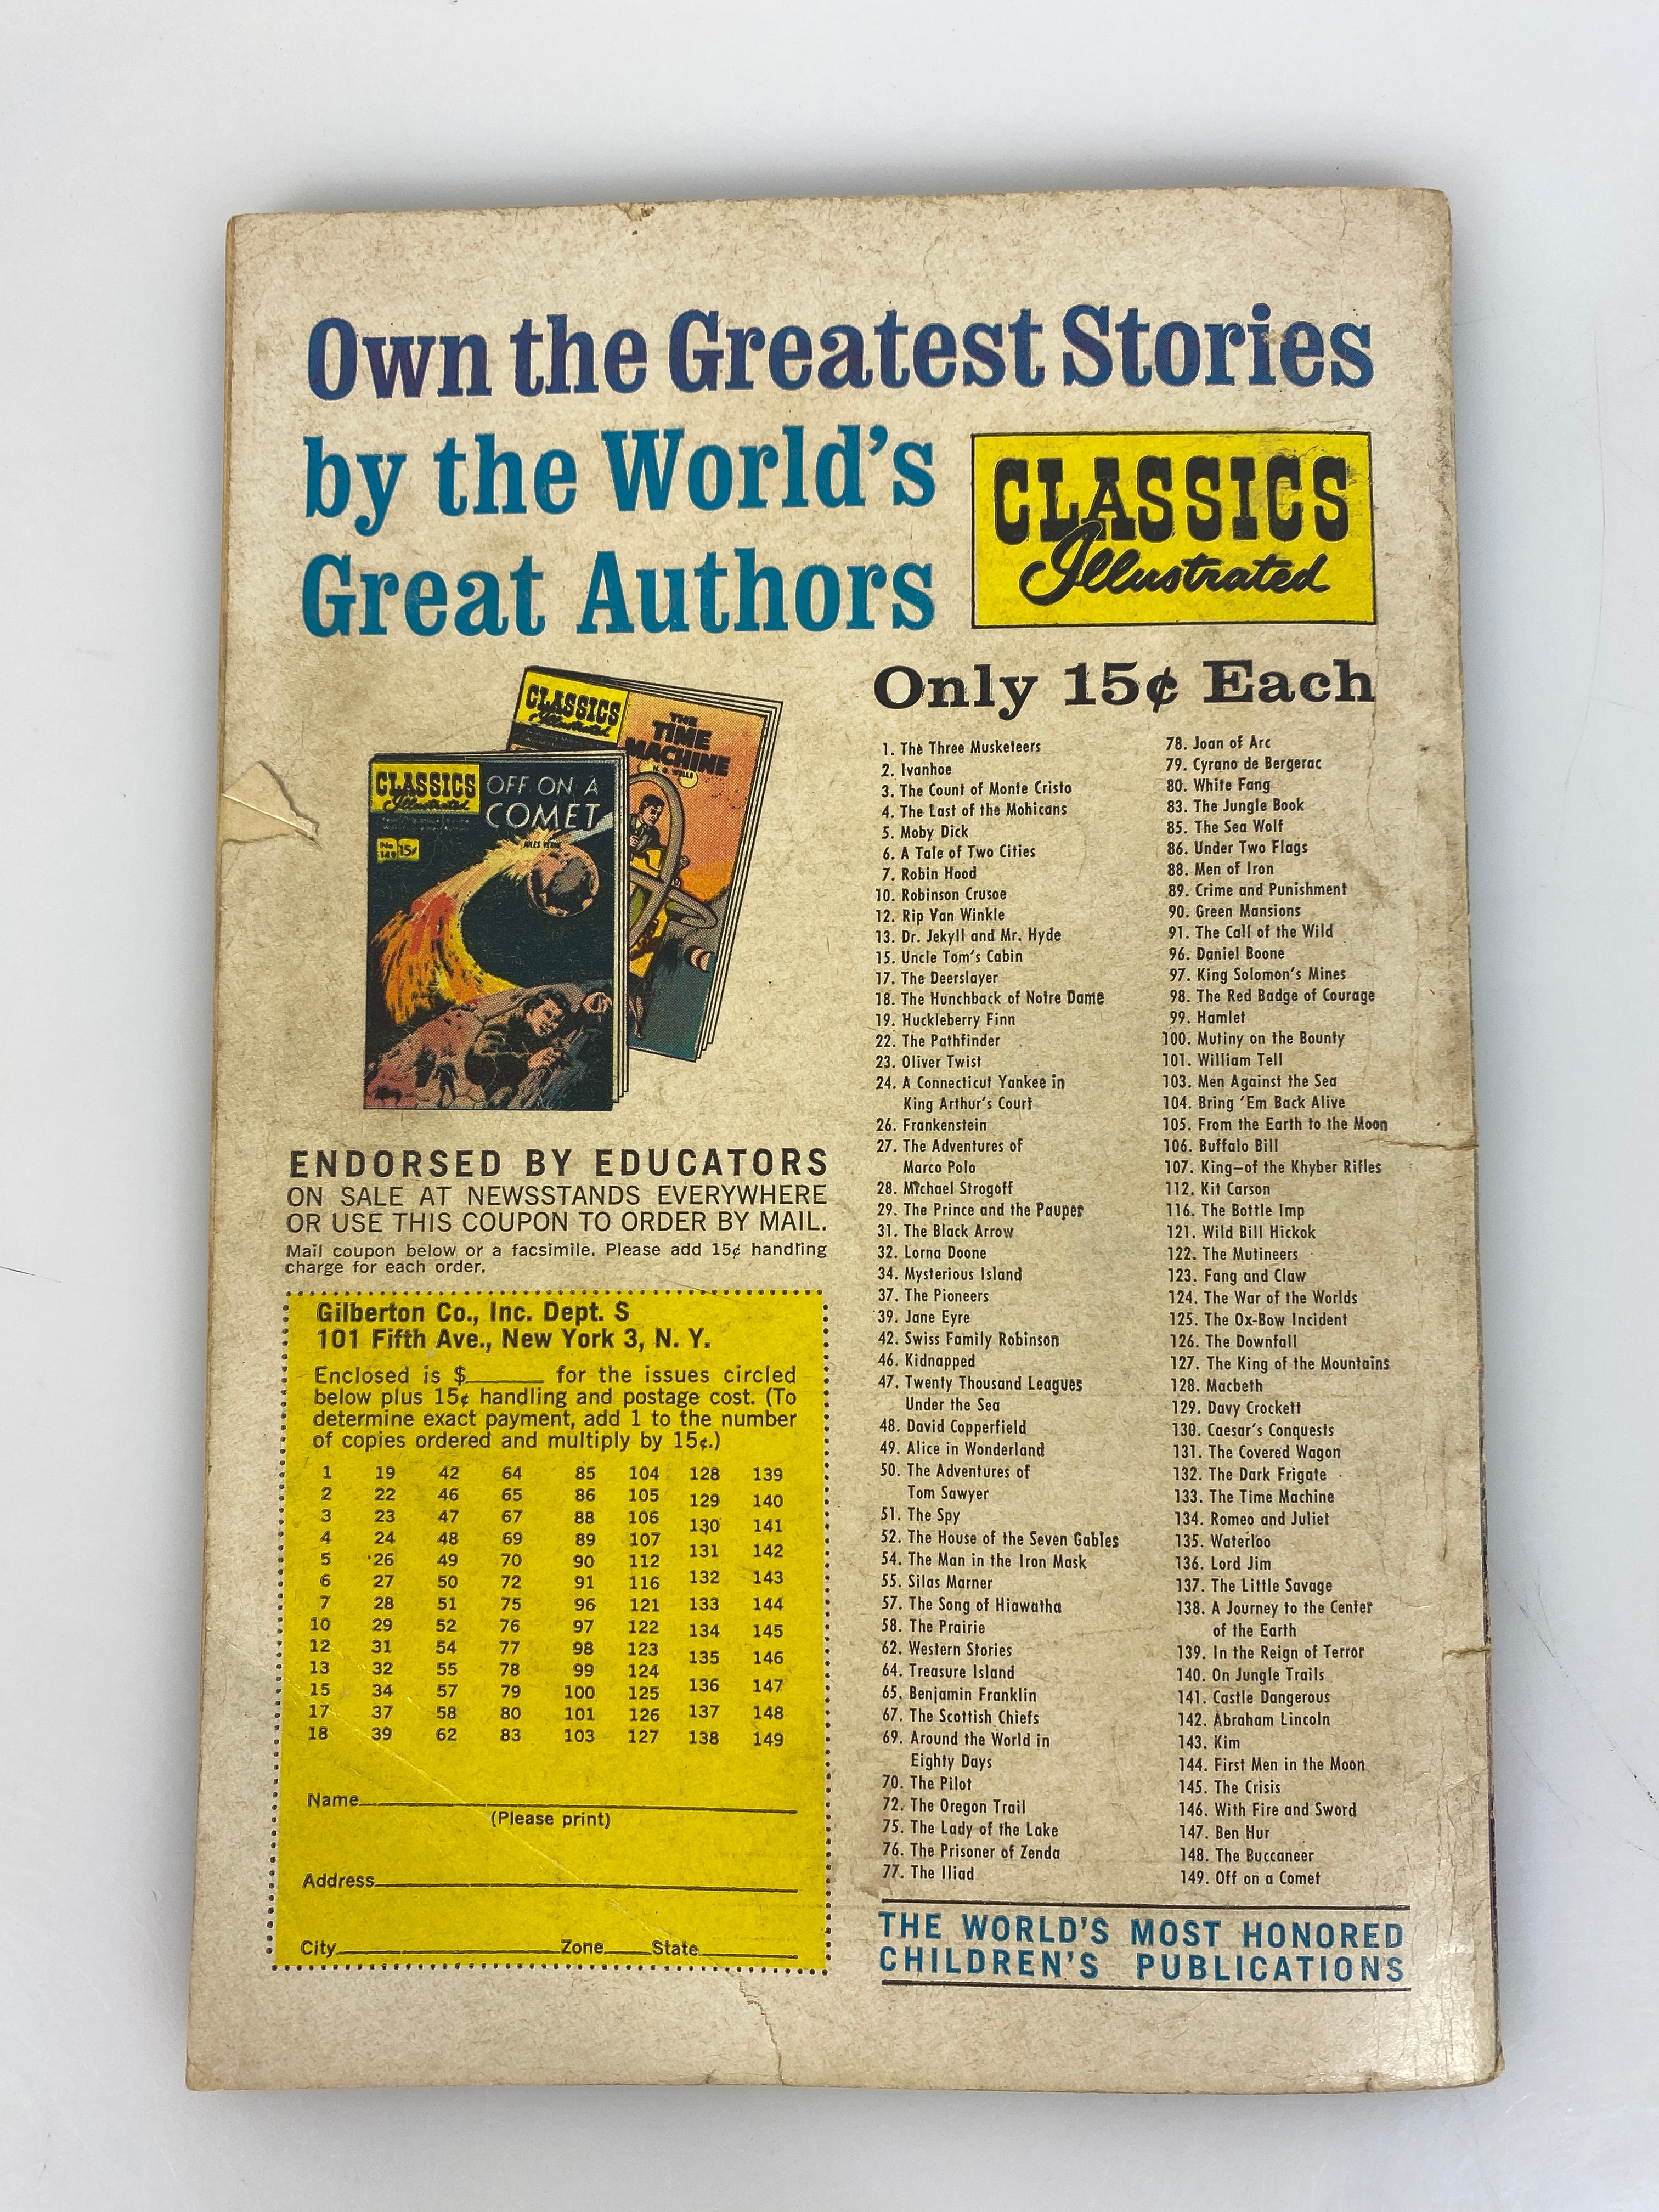 Own the Greatest Stories
by the World's
Great Authors
CLASSICS
Illustrated
CLASSICS
Illustrated
THE
TIME
MACHINE
H. G. WELLS
CLASSICS
Illustrated
OFF ON A
COMET
JULES VERNE
No.
149
15¢
ENDORSED BY EDUCATORS
ON SALE AT NEWSSTANDS EVERYWHERE
OR USE THIS COUPON TO ORDER BY MAIL.
Mail coupon below or a facsimile. Please add 15¢ handling
charge for each order.
Gilberton Co., Inc. Dept. S
101 Fifth Ave., New York 3, N. Y.
Enclosed is $______ for the issues circled
below plus 15¢ handling and postage cost. (To
determine exact payment, add 1 to the number
of copies ordered and multiply by 15¢.)
1 19 42 64 85 104 128 139
2 22 46 65 86 105 129 140
3 23 47 67 88 106 130 141
4 24 48 69 89 107 131 142
5 26 49 70 90 112 132 143
6 27 50 72 91 116 133 144
7 28 51 75 96 121 134 145
10 29 52 76 97 122 135 146
12 31 54 77 98 123 136 147
13 32 55 78 99 124 137 148
15 34 57 79 100 125 138 149
17 37 58 80 101 126
18 39 62 83 103 127
Name
(Please print)
Address
City Zone State
Only 15¢ Each
1. The Three Musketeers
2. Ivanhoe
3. The Count of Monte Cristo
4. The Last of the Mohicans
5. Moby Dick
6. A Tale of Two Cities
7. Robin Hood
10. Robinson Crusoe
12. Rip Van Winkle
13. Dr. Jekyll and Mr. Hyde
15. Uncle Tom's Cabin
17. The Deerslayer
18. The Hunchback of Notre Dame
19. Huckleberry Finn
22. The Pathfinder
23. Oliver Twist
24. A Connecticut Yankee in
King Arthur's Court
26. Frankenstein
27. The Adventures of
Marco Polo
28. Michael Strogoff
29. The Prince and the Pauper
31. The Black Arrow
32. Lorna Doone
34. Mysterious Island
37. The Pioneers
39. Jane Eyre
42. Swiss Family Robinson
46. Kidnapped
47. Twenty Thousand Leagues
Under the Sea
48. David Copperfield
49. Alice in Wonderland
50. The Adventures of
Tom Sawyer
51. The Spy
52. The House of the Seven Gables
54. The Man in the Iron Mask
55. Silas Marner
57. The Song of Hiawatha
58. The Prairie
62. Western Stories
64. Treasure Island
65. Benjamin Franklin
67. The Scottish Chiefs
69. Around the World in
Eighty Days
70. The Pilot
72. The Oregon Trail
75. The Lady of the Lake
76. The Prisoner of Zenda
77. The Iliad
78. Joan of Arc
79. Cyrano de Bergerac
80. White Fang
83. The Jungle Book
85. The Sea Wolf
86. Under Two Flags
88. Men of Iron
89. Crime and Punishment
90. Green Mansions
91. The Call of the Wild
96. Daniel Boone
97. King Solomon's Mines
98. The Red Badge of Courage
99. Hamlet
100. Mutiny on the Bounty
101. William Tell
103. Men Against the Sea
104. Bring 'Em Back Alive
105. From the Earth to the Moon
106. Buffalo Bill
107. King—of the Khyber Rifles
112. Kit Carson
116. The Bottle Imp
121. Wild Bill Hickok
122. The Mutineers
123. Fang and Claw
124. The War of the Worlds
125. The Ox-Bow Incident
126. The Downfall
127. The King of the Mountains
128. Macbeth
129. Davy Crockett
130. Caesar's Conquests
131. The Covered Wagon
132. The Dark Frigate
133. The Time Machine
134. Romeo and Juliet
135. Waterloo
136. Lord Jim
137. The Little Savage
138. A Journey to the Center
of the Earth
139. In the Reign of Terror
140. On Jungle Trails
141. Castle Dangerous
142. Abraham Lincoln
143. Kim
144. First Men in the Moon
145. The Crisis
146. With Fire and Sword
147. Ben Hur
148. The Buccaneer
149. Off on a Comet
THE WORLD'S MOST HONORED
CHILDREN'S PUBLICATIONS